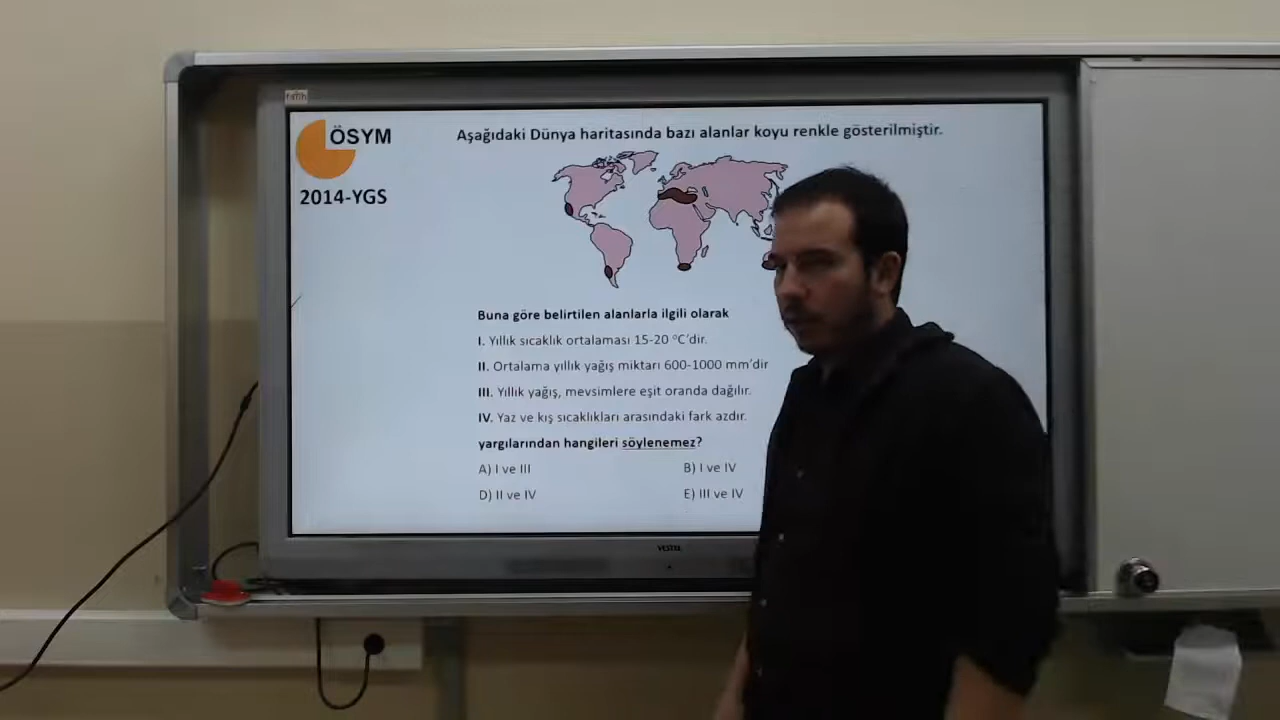 Fatih
ÖSYM
2014-YGS
Aşağıdaki Dünya haritasında bazı alanlar koyu renkle gösterilmiştir.
Buna göre belirtilen alanlarla ilgili olarak
I. Yıllık sıcaklık ortalaması 15-20 °C'dir.
II. Ortalama yıllık yağış miktarı 600-1000 mm'dir
III. Yıllık yağış, mevsimlere eşit oranda dağılır.
IV. Yaz ve kış sıcaklıkları arasındaki fark azdır.
yargılarından hangileri söylenemez?
A) I ve III
B) I ve IV
D) II ve IV
E) III ve IV
VESTEL